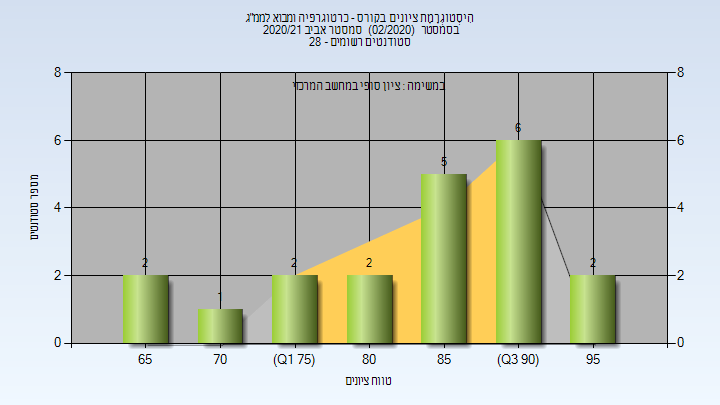 היסטוגרמת ציונים בקורס - כרטוגרפיה ומבוא לממ"ג
בסמסטר (02/2020) סמסטר אביב 2020/21
סטודנטים רשומים - 28
במשימה : ציון סופי במחשב המרכזי
8 8
6 6
4 4
2 2
0 0
2 2 2 5 6 2
מספר סטודנטים
65 70 (Q1 75) 80 85 (Q3 90) 95
טווח ציונים